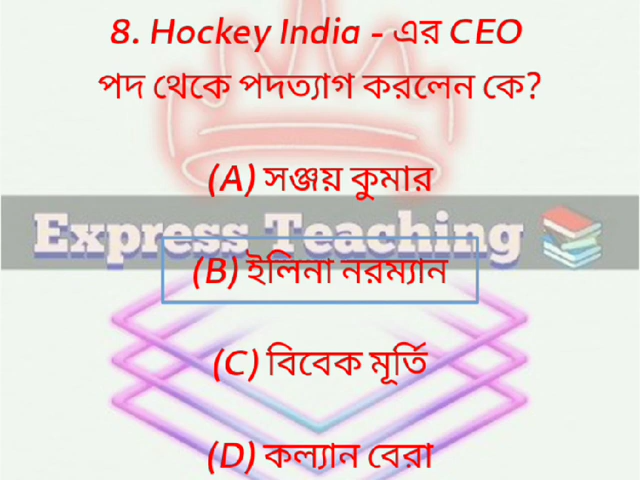 8. Hockey India - এর CEO
পদ থেকে পদত্যাগ করলেন কে?
(A) সঞ্জয় কুমার
Express Teaching
(B) ইলিনা নরম্যান
(C) বিবেক মূর্তি
(D) কল্যান বেরা